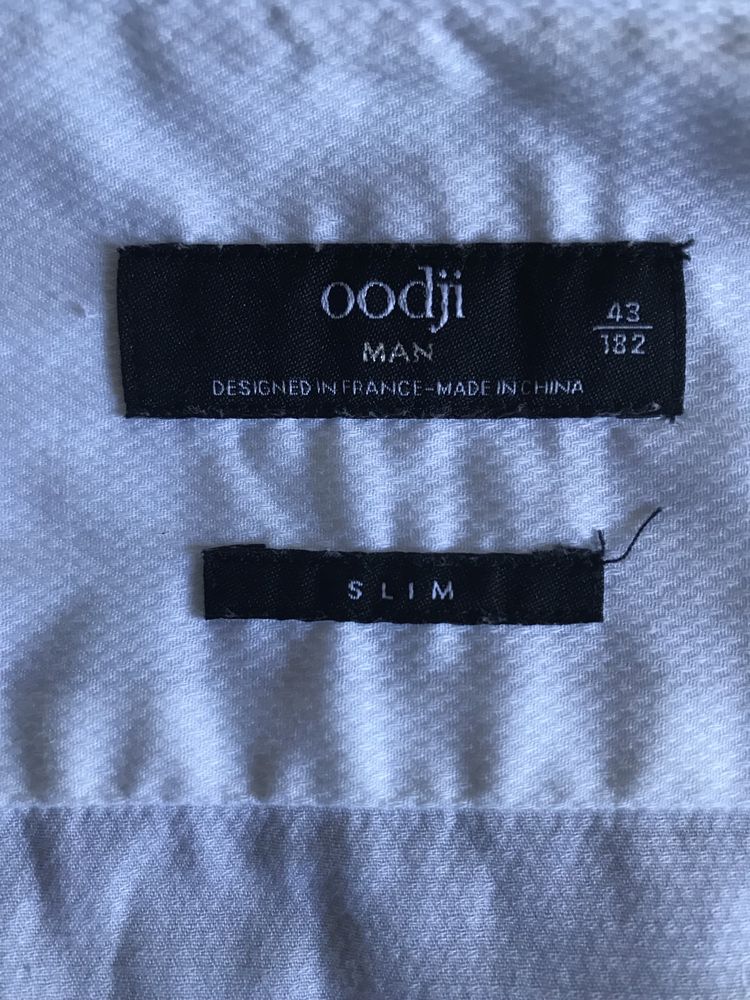 oodji
43
182
MAN
DESIGNED IN FRANCE-MADE IN CHINA
SLIM